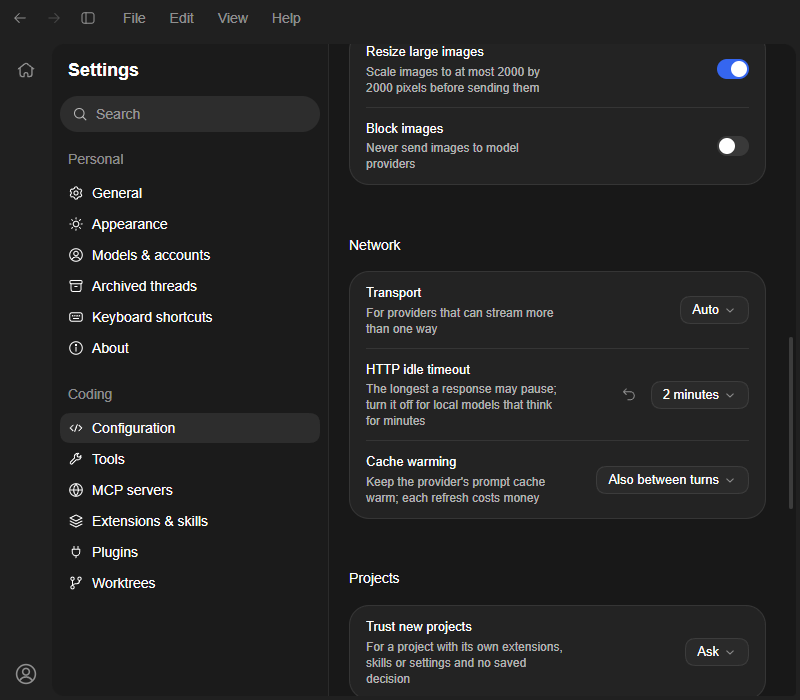 File Edit View Help
Settings
Search
Personal
General
Appearance
Models & accounts
Archived threads
Keyboard shortcuts
About
Coding
Configuration
Tools
MCP servers
Extensions & skills
Plugins
Worktrees
Resize large images
Scale images to at most 2000 by
2000 pixels before sending them
Block images
Never send images to model
providers
Network
Transport
For providers that can stream more
than one way
Auto
HTTP idle timeout
The longest a response may pause;
turn it off for local models that think
for minutes
2 minutes
Cache warming
Keep the provider's prompt cache
warm; each refresh costs money
Also between turns
Projects
Trust new projects
For a project with its own extensions,
skills or settings and no saved
decision
Ask